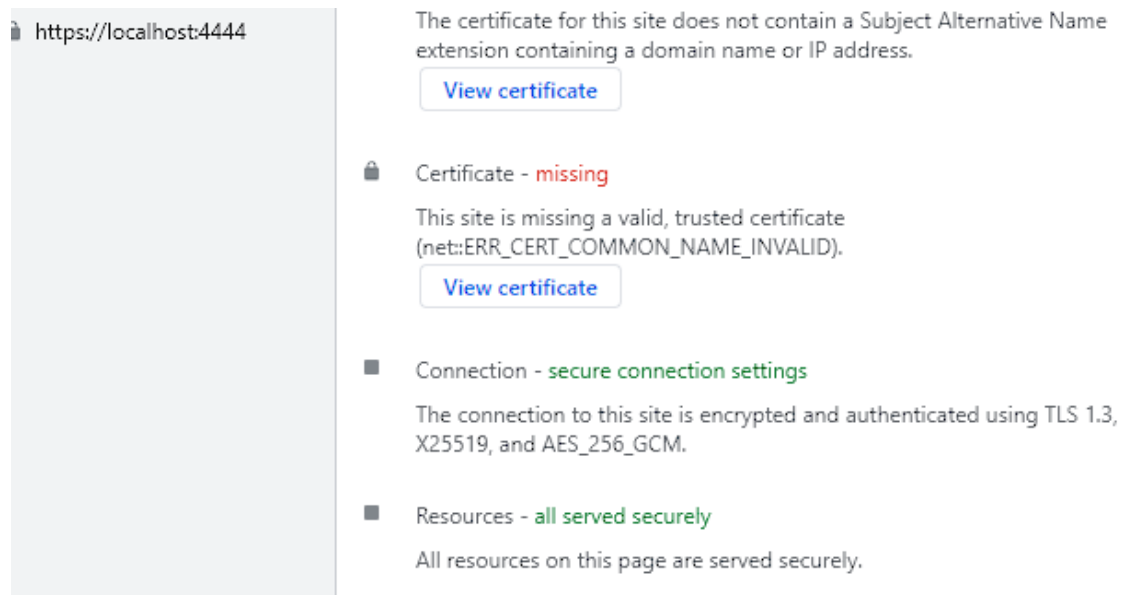 https://localhost:4444
The certificate for this site does not contain a Subject Alternative Name
extension containing a domain name or IP address.
View certificate
Certificate - missing
This site is missing a valid, trusted certificate
(net::ERR_CERT_COMMON_NAME_INVALID).
View certificate
Connection - secure connection settings
The connection to this site is encrypted and authenticated using TLS 1.3,
X25519, and AES_256_GCM.
Resources - all served securely
All resources on this page are served securely.